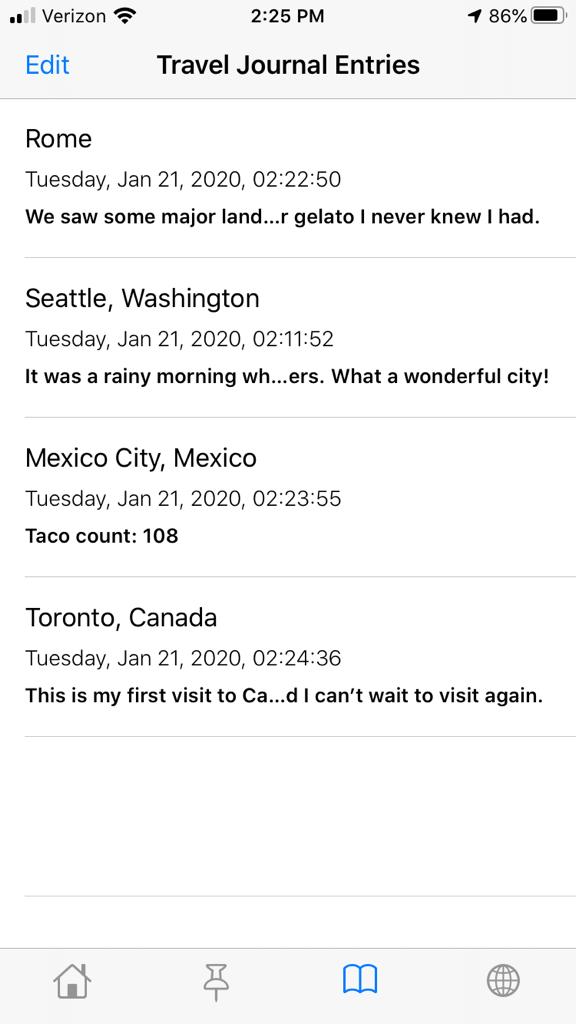 Verizon 2:25 PM 86%
Edit Travel Journal Entries
Rome
Tuesday, Jan 21, 2020, 02:22:50
We saw some major land...r gelato I never knew I had.
Seattle, Washington
Tuesday, Jan 21, 2020, 02:11:52
It was a rainy morning wh...ers. What a wonderful city!
Mexico City, Mexico
Tuesday, Jan 21, 2020, 02:23:55
Taco count: 108
Toronto, Canada
Tuesday, Jan 21, 2020, 02:24:36
This is my first visit to Ca...d I can’t wait to visit again.